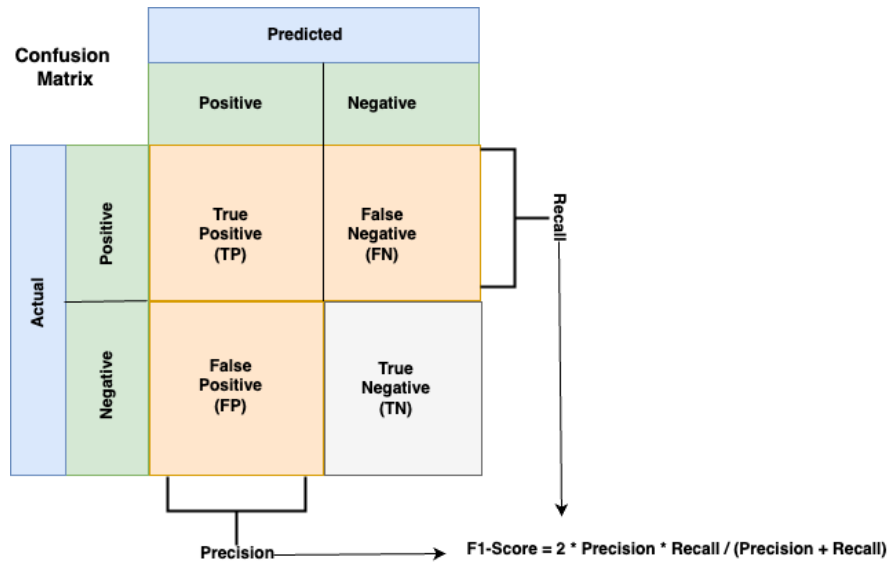 Confusion
Matrix
Predicted
Positive
Negative
Actual
Positive
True
Positive
(TP)
False
Negative
(FN)
Recall
Negative
False
Positive
(FP)
True
Negative
(TN)
Precision
F1-Score = 2 * Precision * Recall / (Precision + Recall)